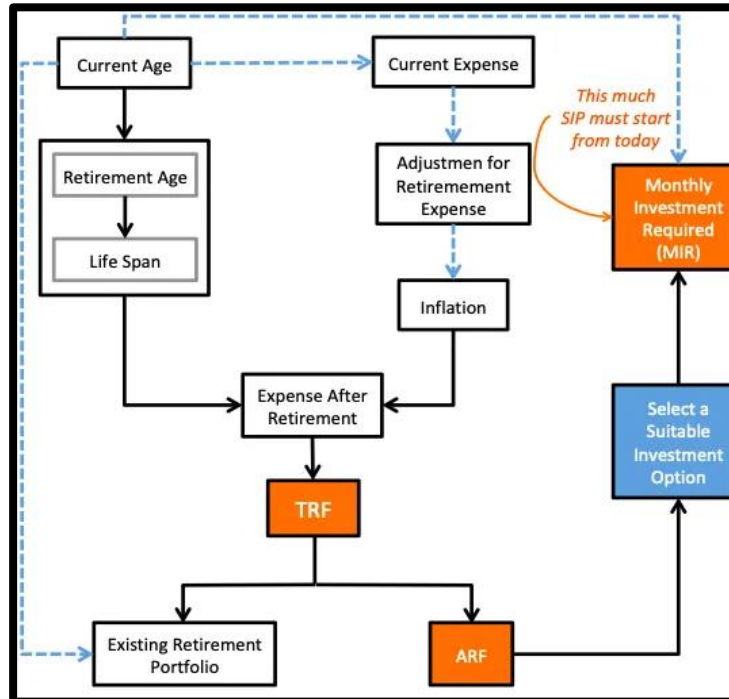 Current Age
Current Expense
This much
SIP must start
from today
Retirement Age
Life Span
Adjustmen for
Retiremement
Expense
Monthly
Investment
Required
(MIR)
Inflation
Expense After
Retirement
Select a
Suitable
Investment
Option
TRF
Existing Retirement
Portfolio
ARF